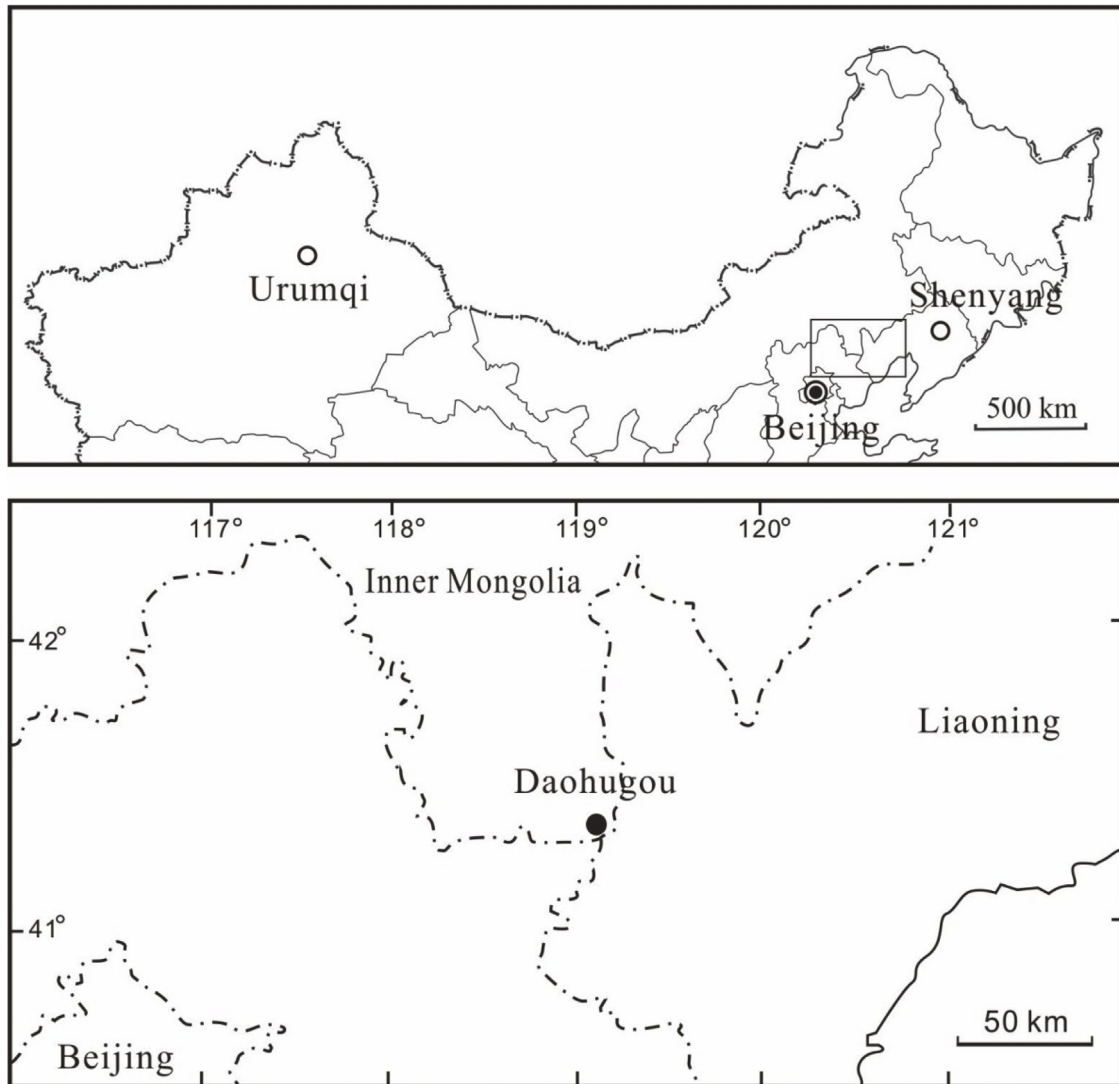 Urumqi
Shenyang
Beijing
500 km
117° 118° 119° 120° 121°
Inner Mongolia
42°
Liaoning
Daohugou
41°
50 km
Beijing